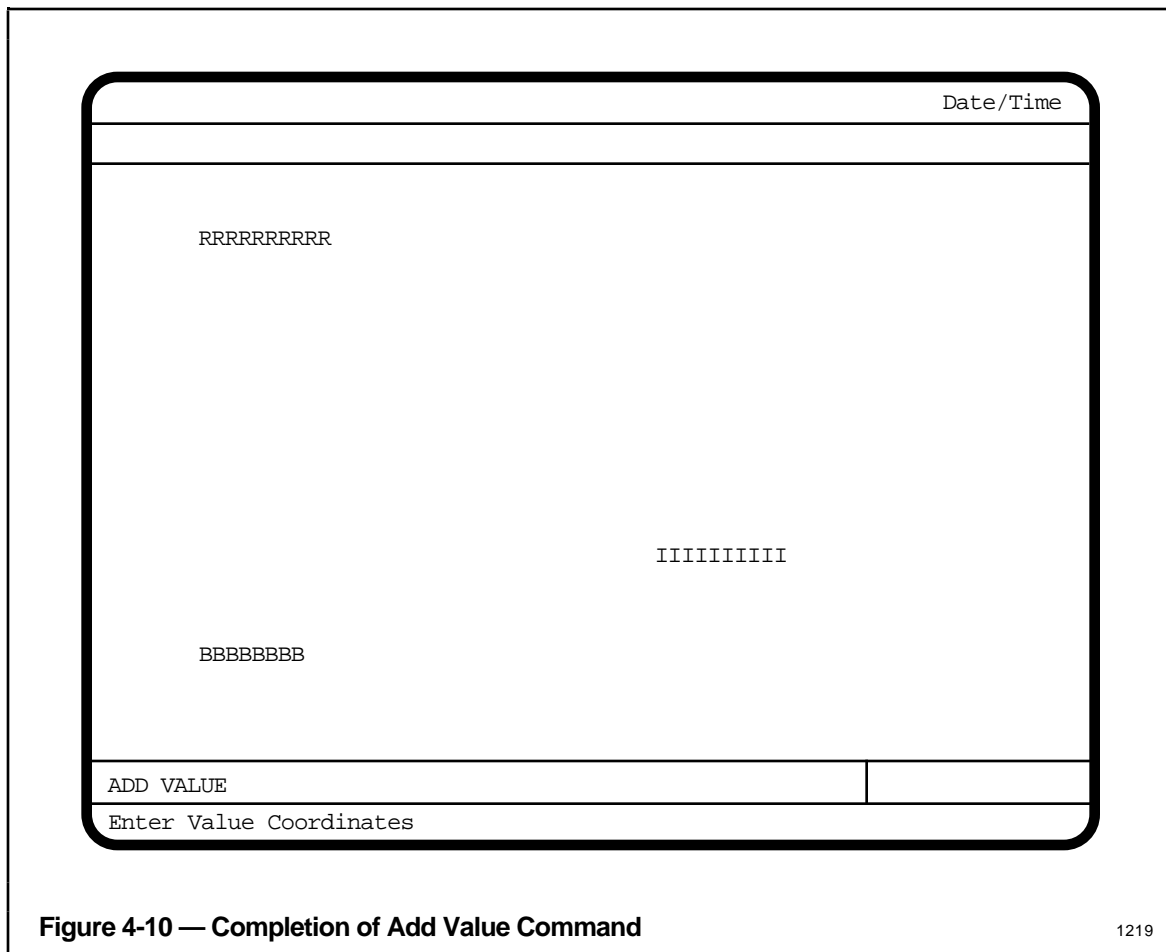 Date/Time
RRRRRRRRRR
IIIIIIIIII
BBBBBBBB
ADD VALUE
Enter Value Coordinates
Figure 4-10 — Completion of Add Value Command
1219